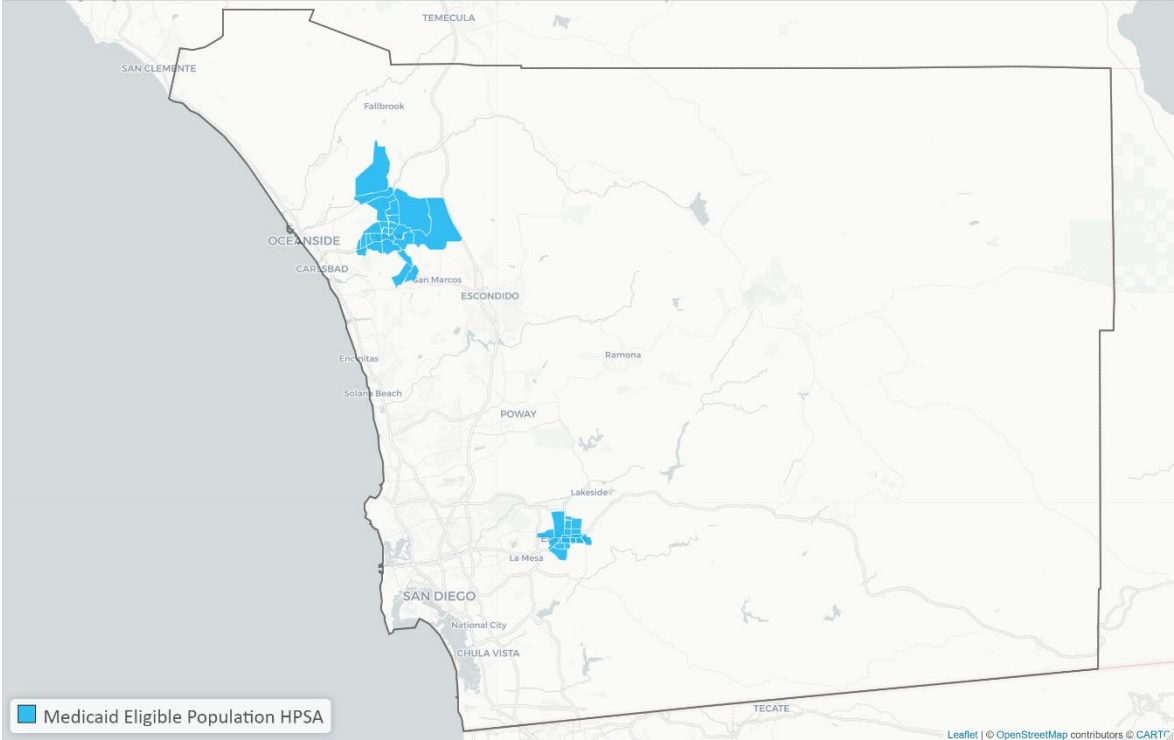 TEMECULA
SAN CLEMENTE
Fallbrook
OCEANSIDE
CARLSBAD
San Marcos
ESCONDIDO
Encinitas
Ramona
Solana Beach
POWAY
Lakeside
La Mesa
SAN DIEGO
National City
CHULA VISTA
TECATE
Medicaid Eligible Population HPSA
Leaflet | © OpenStreetMap contributors © CARTO